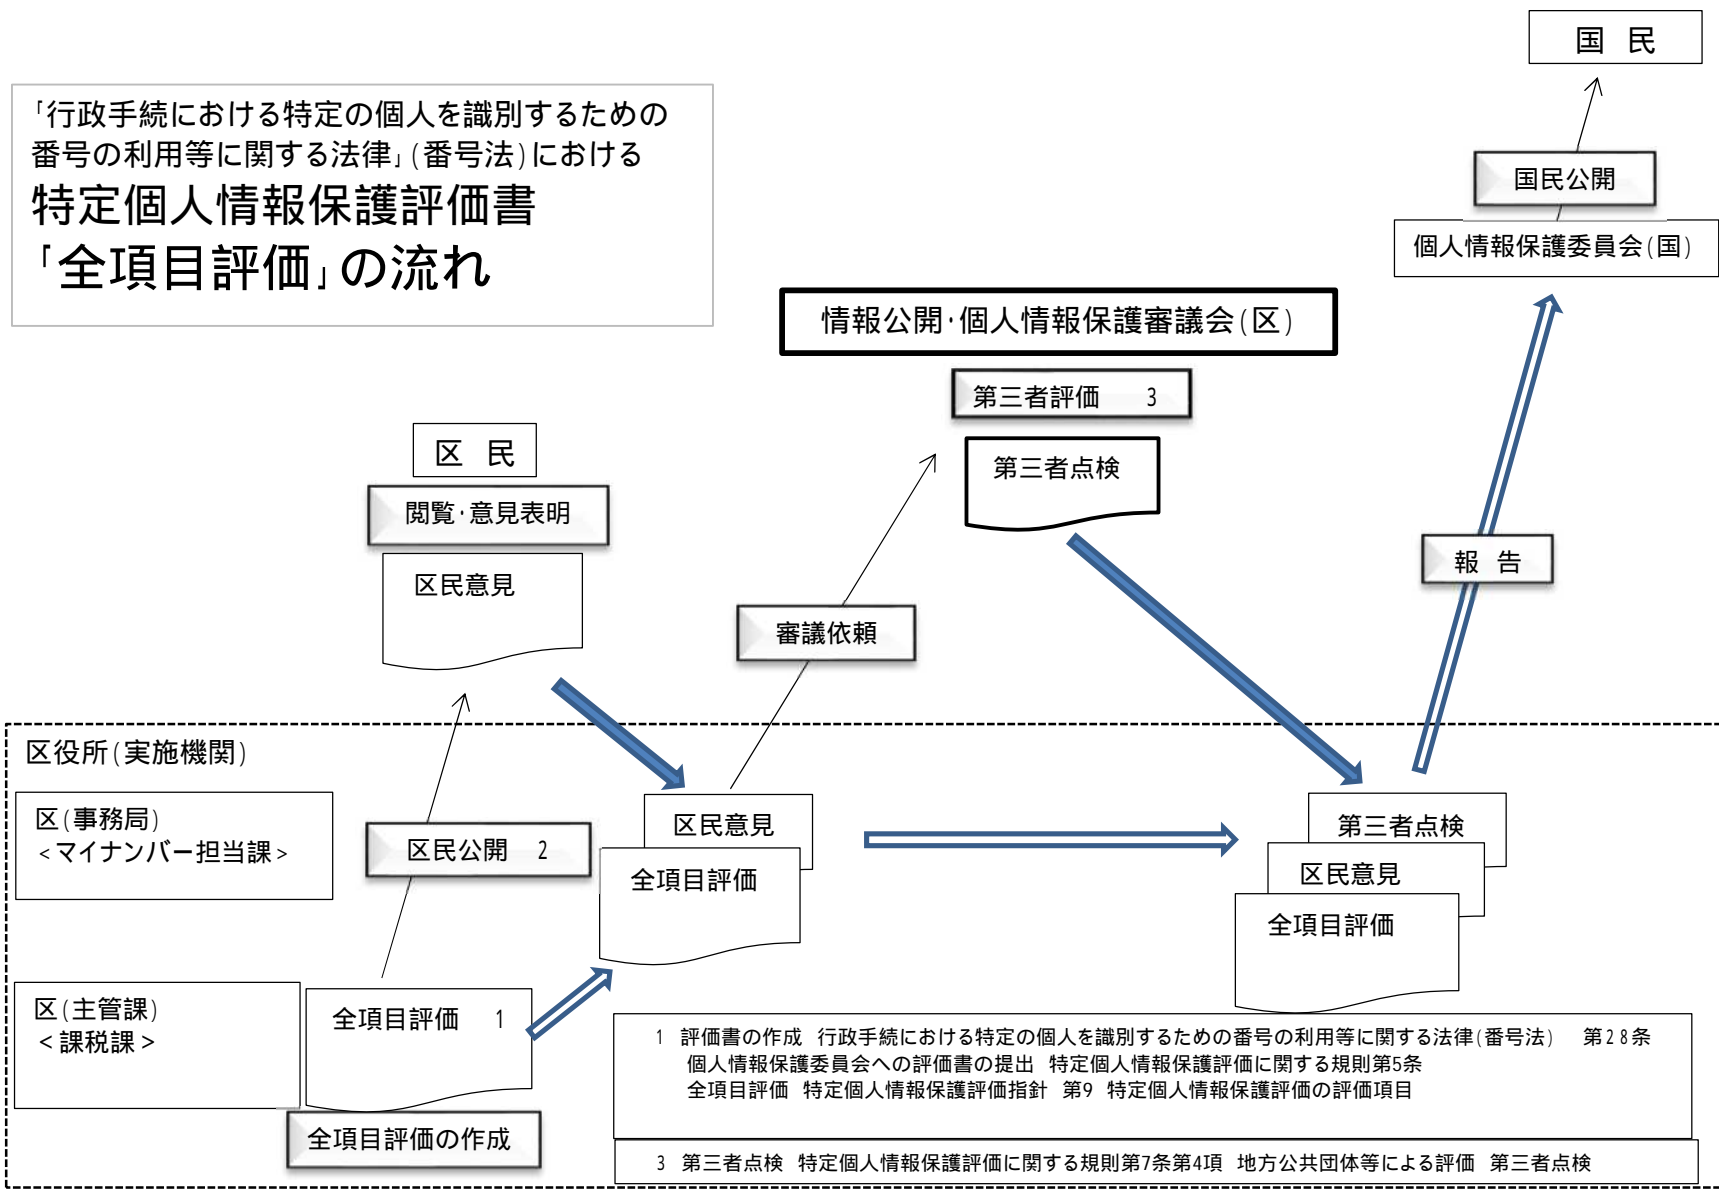 国 民
「行政手続における特定の個人を識別するための
番号の利用等に関する法律」(番号法)における
特定個人情報保護評価書
「全項目評価」の流れ
国民公開
個人情報保護委員会(国)
情報公開・個人情報保護審議会(区)
第三者評価 3
第三者点検
区 民
閲覧・意見表明
区民意見
審議依頼
報 告
区役所(実施機関)
区(事務局)
<マイナンバー担当課>
区民公開 2
区民意見
全項目評価
第三者点検
区民意見
全項目評価
区(主管課)
<課税課>
全項目評価 1
全項目評価の作成
1 評価書の作成 行政手続における特定の個人を識別するための番号の利用等に関する法律(番号法) 第28条
個人情報保護委員会への評価書の提出 特定個人情報保護評価に関する規則第5条
全項目評価 特定個人情報保護評価指針 第9 特定個人情報保護評価の評価項目
3 第三者点検 特定個人情報保護評価に関する規則第7条第4項 地方公共団体等による評価 第三者点検